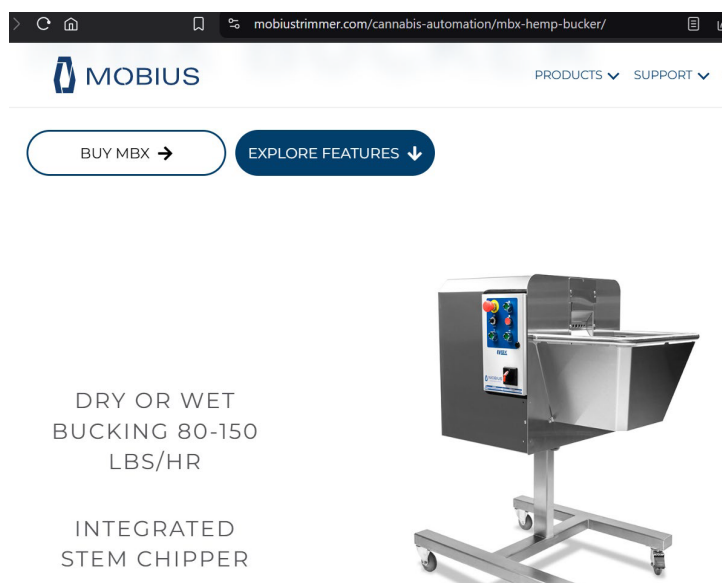 mobiustrimmer.com/cannabis-automation/mbx-hemp-bucker/
MOBIUS
PRODUCTS
SUPPORT
BUY MBX
EXPLORE FEATURES
DRY OR WET
BUCKING 80-150
LBS/HR
INTEGRATED
STEM CHIPPER
MOBIUS